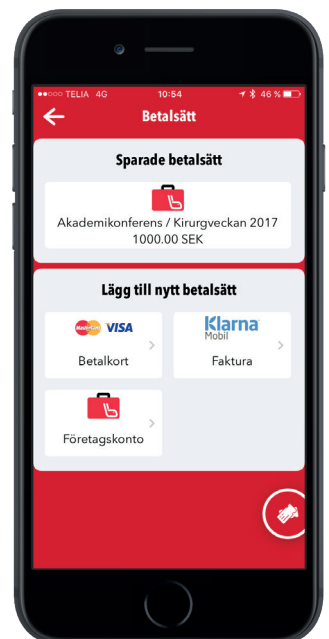 TELIA 4G 10:54 46 %
Betalsätt
Sparade betalsätt
Akademikonferens / Kirurgveckan 2017
1000.00 SEK
Lägg till nytt betalsätt
MasterCard VISA
Betalkort
Klarna
Mobil
Faktura
Företagskonto